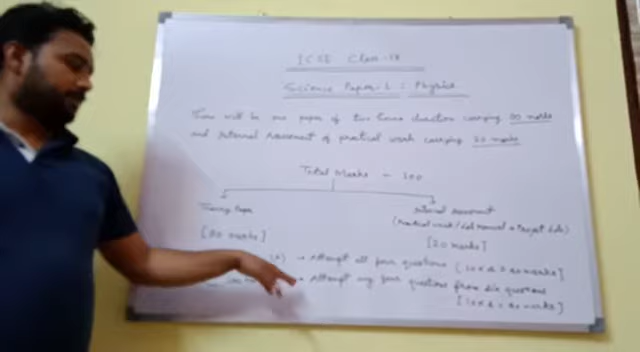 ICSE Class-IX
Science Paper-1 : Physics
There will be one paper of two hours duration carrying 80 marks
and internal assessment of practical work carrying 20 marks
Total Marks - 100
Theory Paper
[80 marks]
Internal assessment
(Practical work / Lab manual + Project
[20 marks]
(A) → Attempt all four questions [10 x 4 = 40 marks]
→ Attempt any four questions from six questions
[10 x 4 = 40 marks]